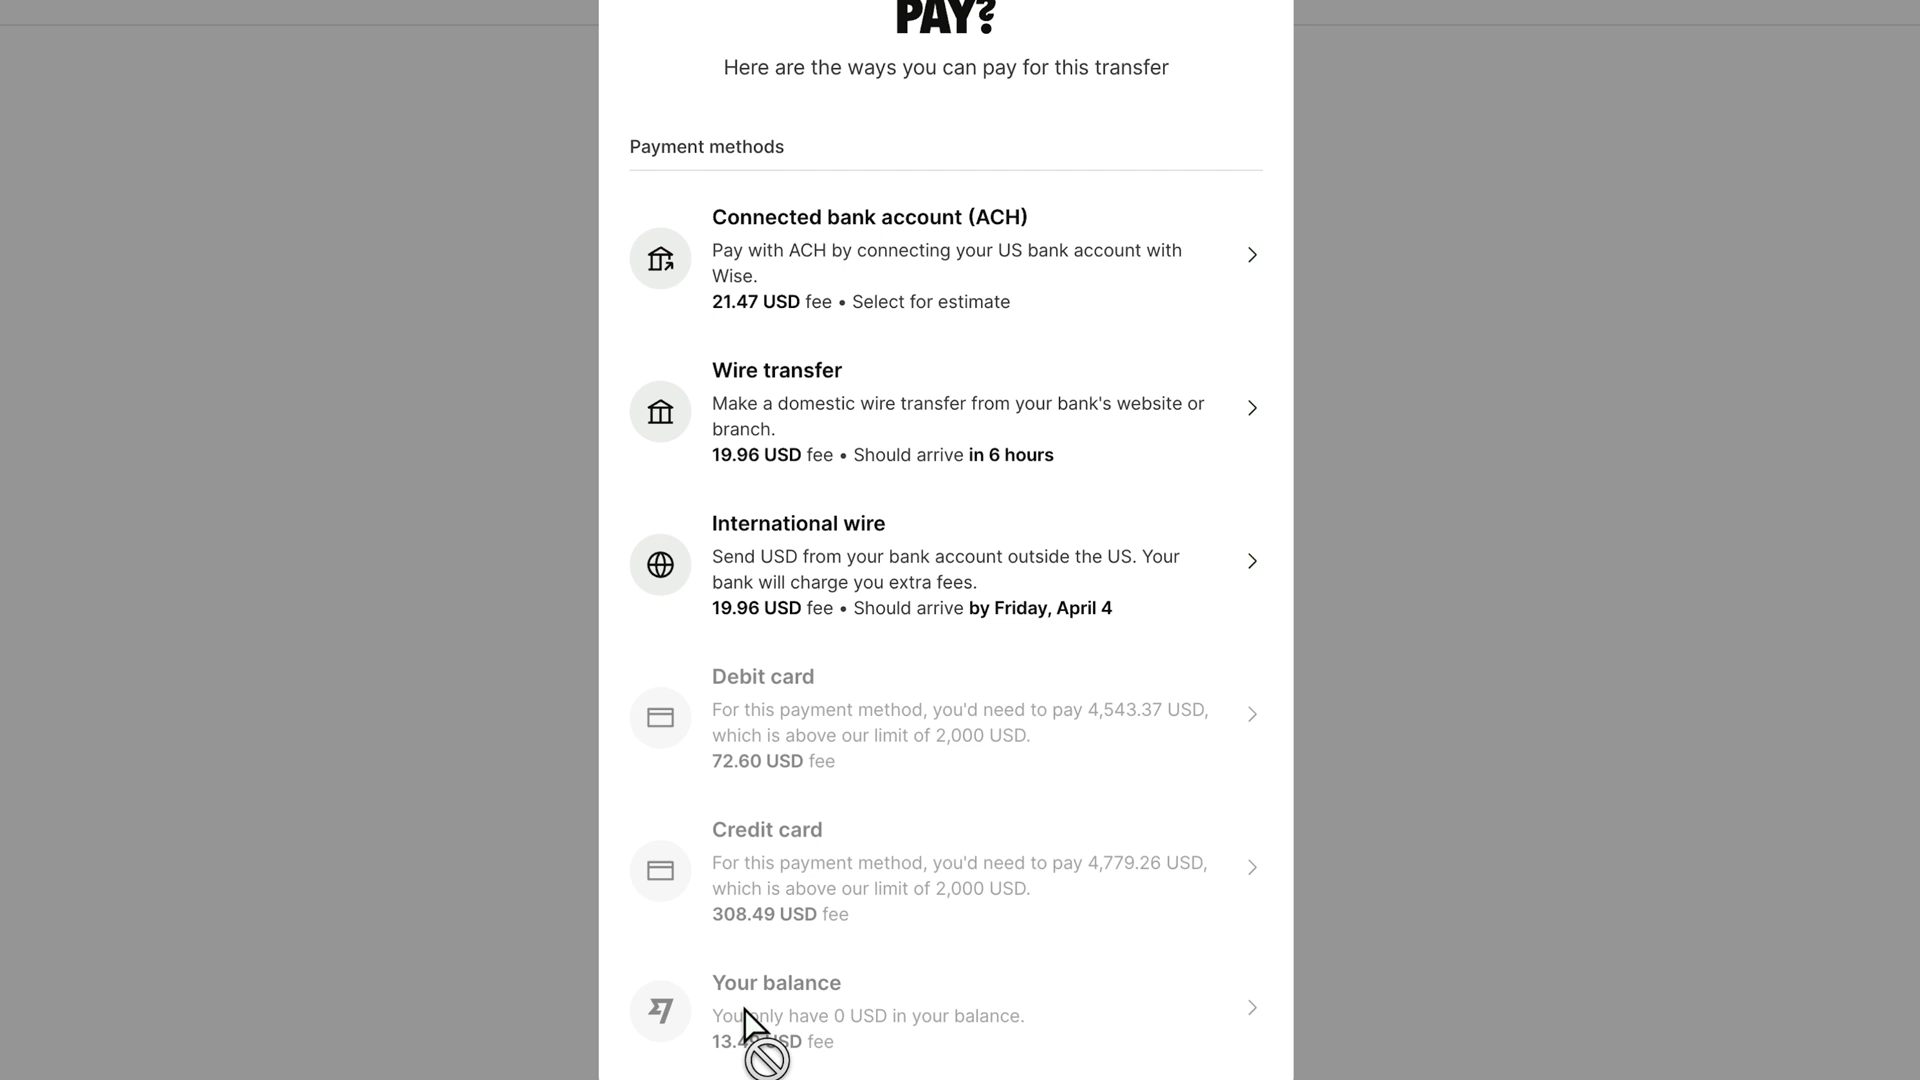 PAY?
Here are the ways you can pay for this transfer
Payment methods
Connected bank account (ACH)
Pay with ACH by connecting your US bank account with
Wise.
21.47 USD fee • Select for estimate
Wire transfer
Make a domestic wire transfer from your bank's website or
branch.
19.96 USD fee • Should arrive in 6 hours
International wire
Send USD from your bank account outside the US. Your
bank will charge you extra fees.
19.96 USD fee • Should arrive by Friday, April 4
Debit card
For this payment method, you'd need to pay 4,543.37 USD,
which is above our limit of 2,000 USD.
72.60 USD fee
Credit card
For this payment method, you'd need to pay 4,779.26 USD,
which is above our limit of 2,000 USD.
308.49 USD fee
Your balance
You only have 0 USD in your balance.
USD fee